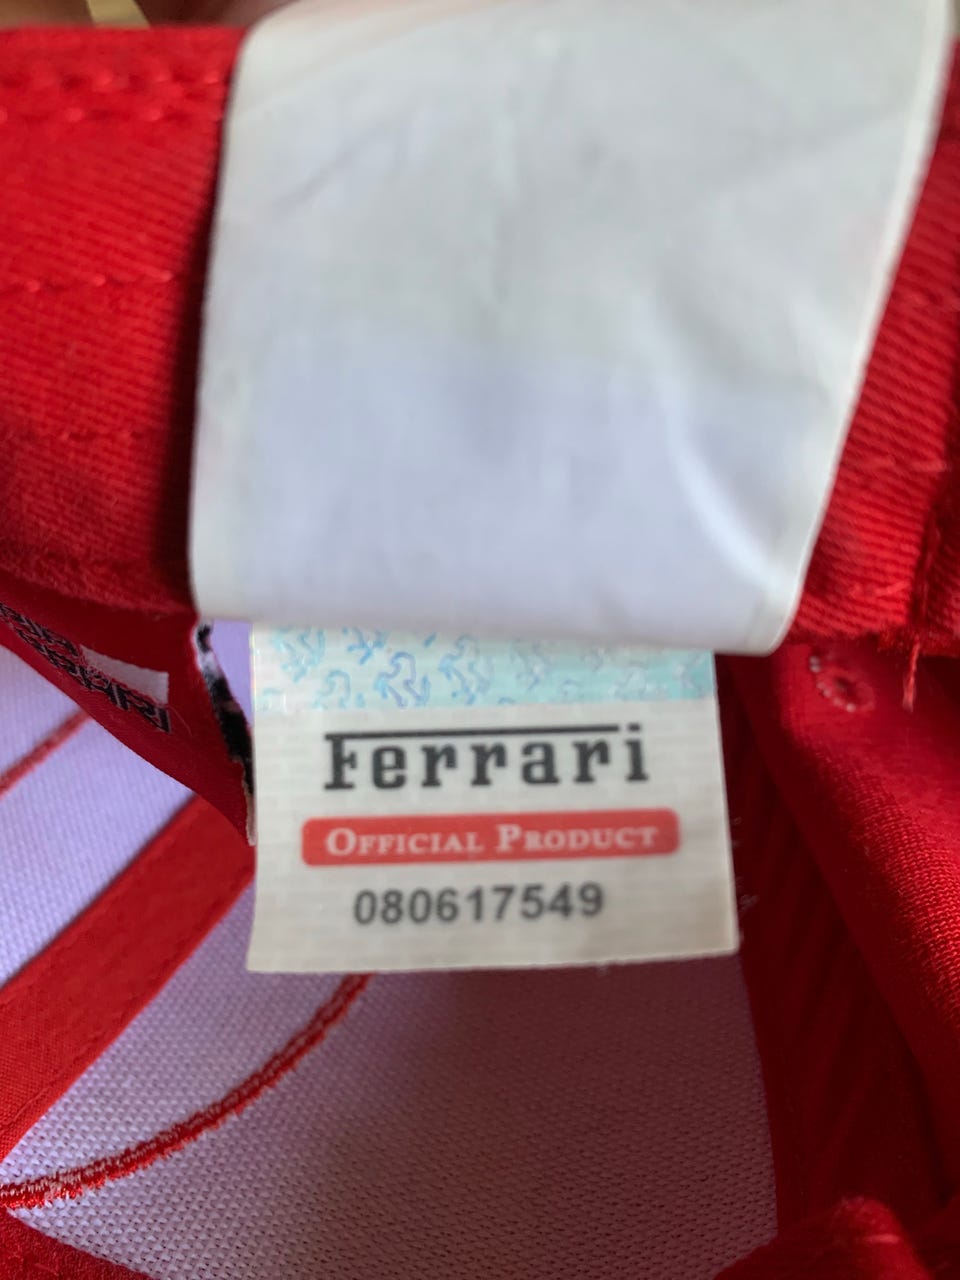 Ferrari
OFFICIAL PRODUCT
080617549